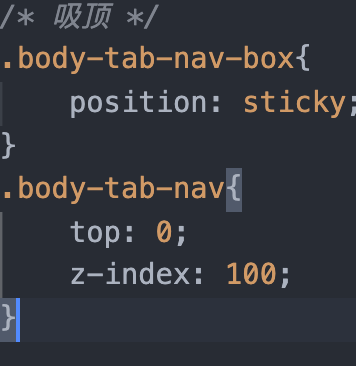 /* 吸顶 */
.body-tab-nav-box{
    position: sticky;
}
.body-tab-nav{
    top: 0;
    z-index: 100;
}